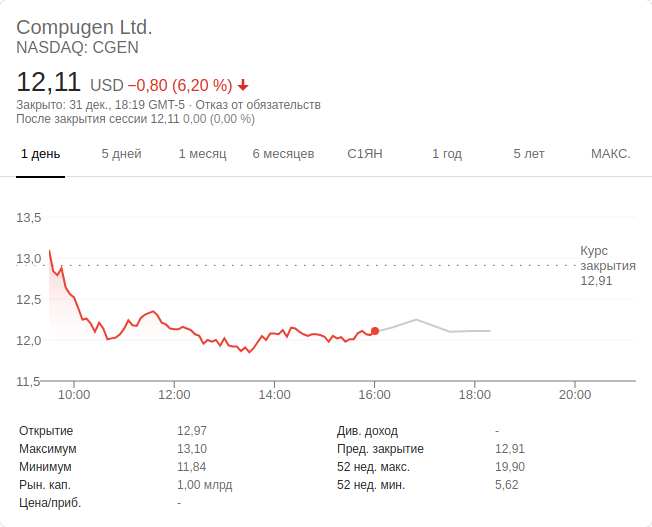 Compugen Ltd.
NASDAQ: CGEN
12,11 USD −0,80 (6,20 %)
Закрыто: 31 дек., 18:19 GMT-5 · Отказ от обязательств
После закрытия сессии 12,11 0,00 (0,00 %)
1 день 5 дней 1 месяц 6 месяцев С1ЯН 1 год 5 лет МАКС.
13,5
13,0
12,5
12,0
11,5
Курс
закрытия
12,91
10:00 12:00 14:00 16:00 18:00 20:00
Открытие 12,97 Див. доход -
Максимум 13,10 Пред. закрытие 12,91
Минимум 11,84 52 нед. макс. 19,90
Рын. кап. 1,00 млрд 52 нед. мин. 5,62
Цена/приб. -